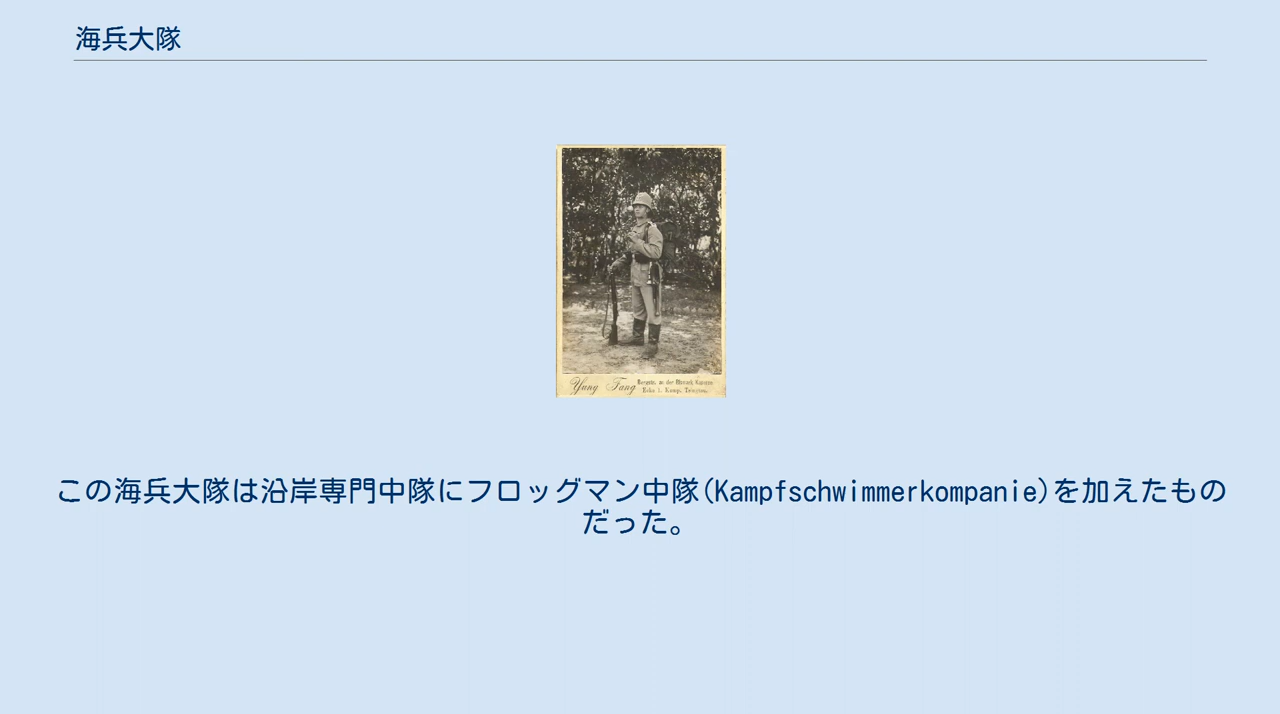 海兵大隊
Yung Fang
この海兵大隊は沿岸専門中隊にフロッグマン中隊(Kampfschwimmerkompanie)を加えたもの
だった。